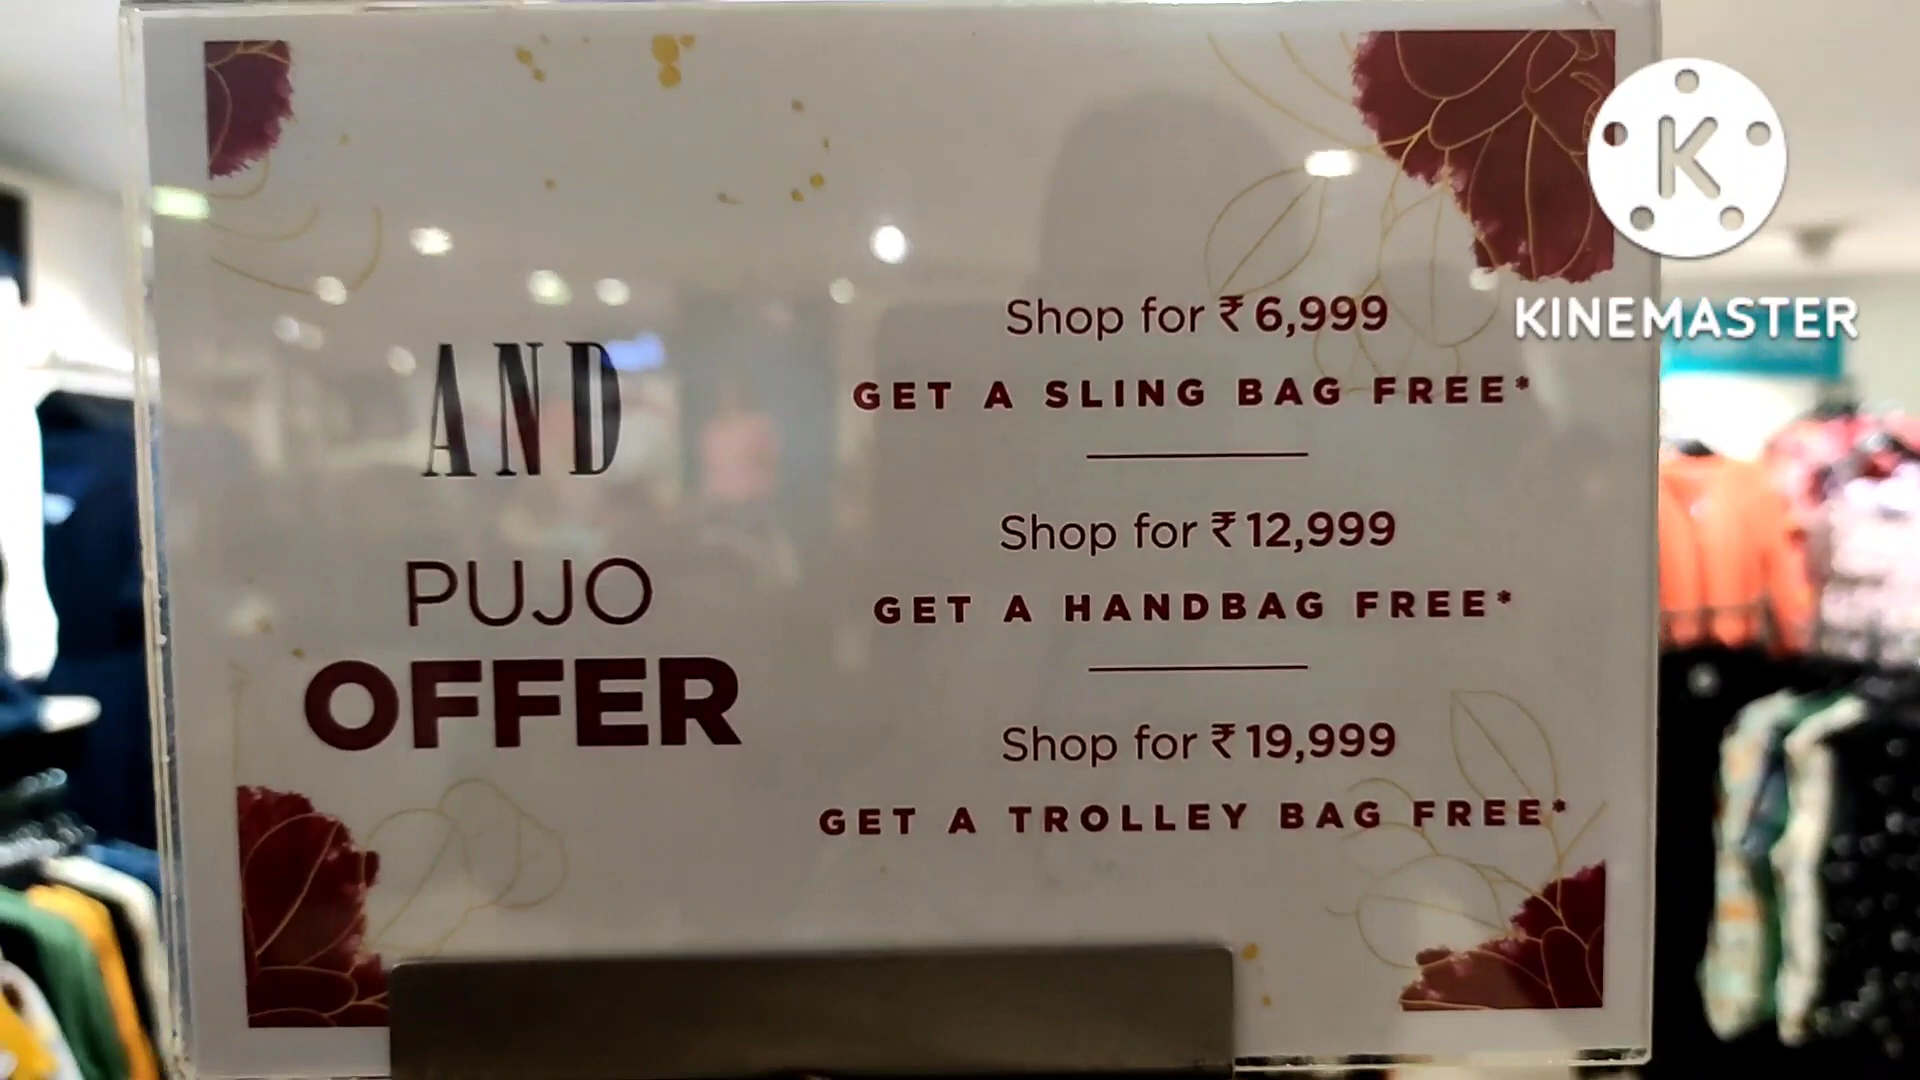 AND
PUJO
OFFER
Shop for ₹ 6,999
GET A SLING BAG FREE*
Shop for ₹ 12,999
GET A HANDBAG FREE*
Shop for ₹ 19,999
GET A TROLLEY BAG FREE*
K
KINEMASTER